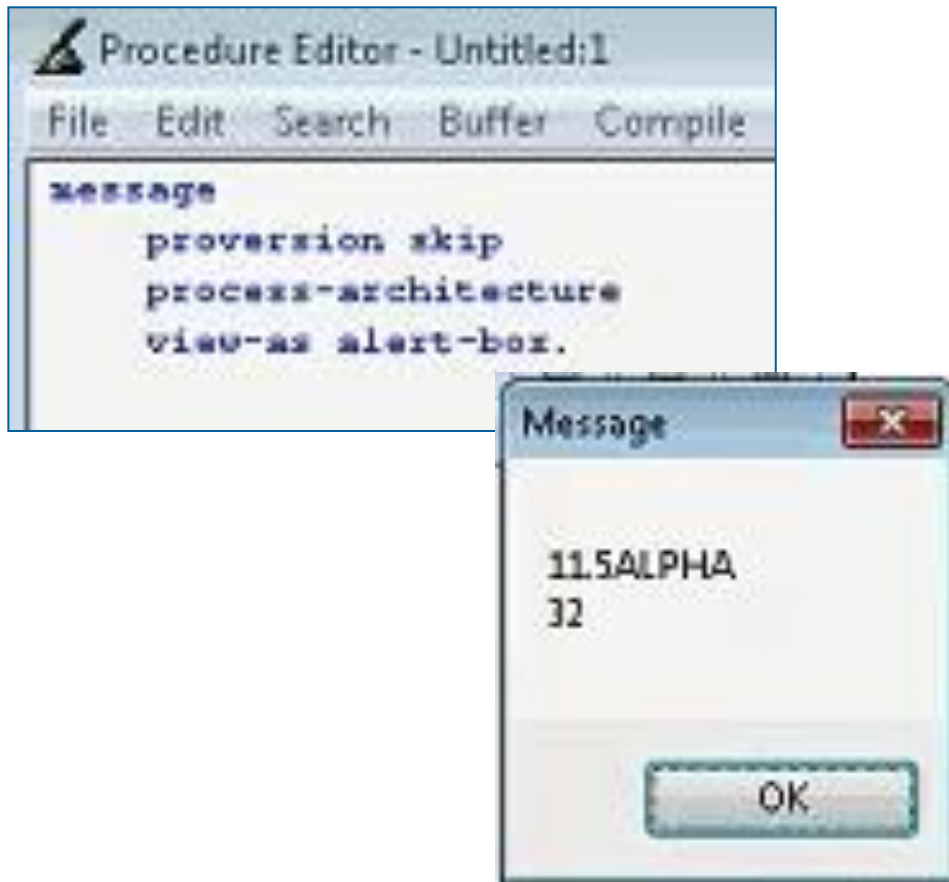 Procedure Editor - Untitled:1
File Edit Search Buffer Compile
message
proversion skip
process-architecture
view-as alert-box.
Message
11.5ALPHA
32
OK